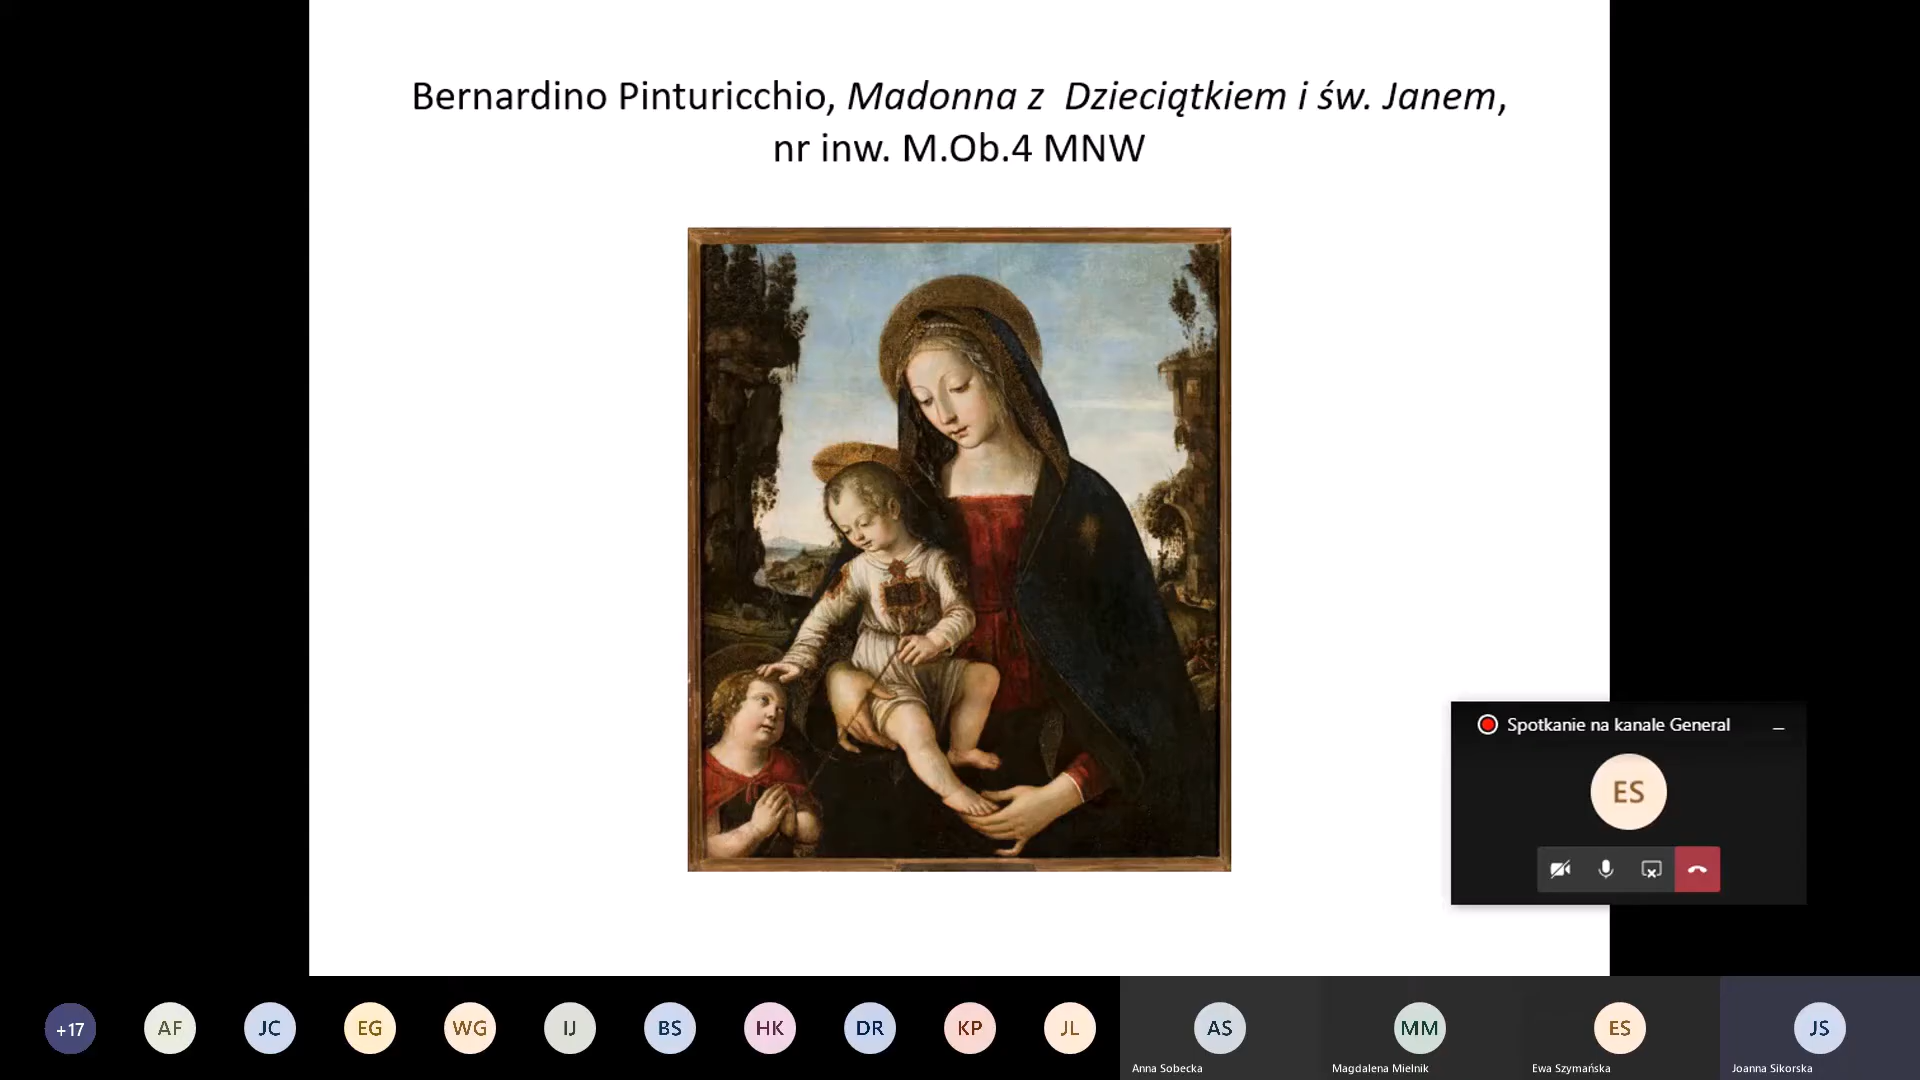 Bernardino Pinturicchio, Madonna z Dzieciątkiem i św. Janem,
nr inw. M.Ob.4 MNW
Spotkanie na kanale General
ES
+17
AF
JC
EG
WG
IJ
BS
HK
DR
KP
JL
AS
MM
ES
JS
Anna Sobecka
Magdalena Mielnik
Ewa Szymańska
Joanna Sikorska